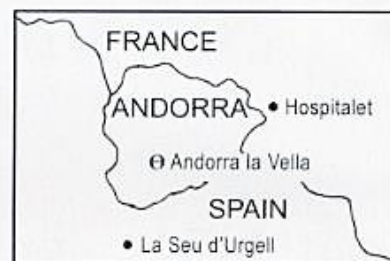 FRANCE
ANDORRA
Hospitalet
Andorra la Vella
SPAIN
La Seu d'Urgell